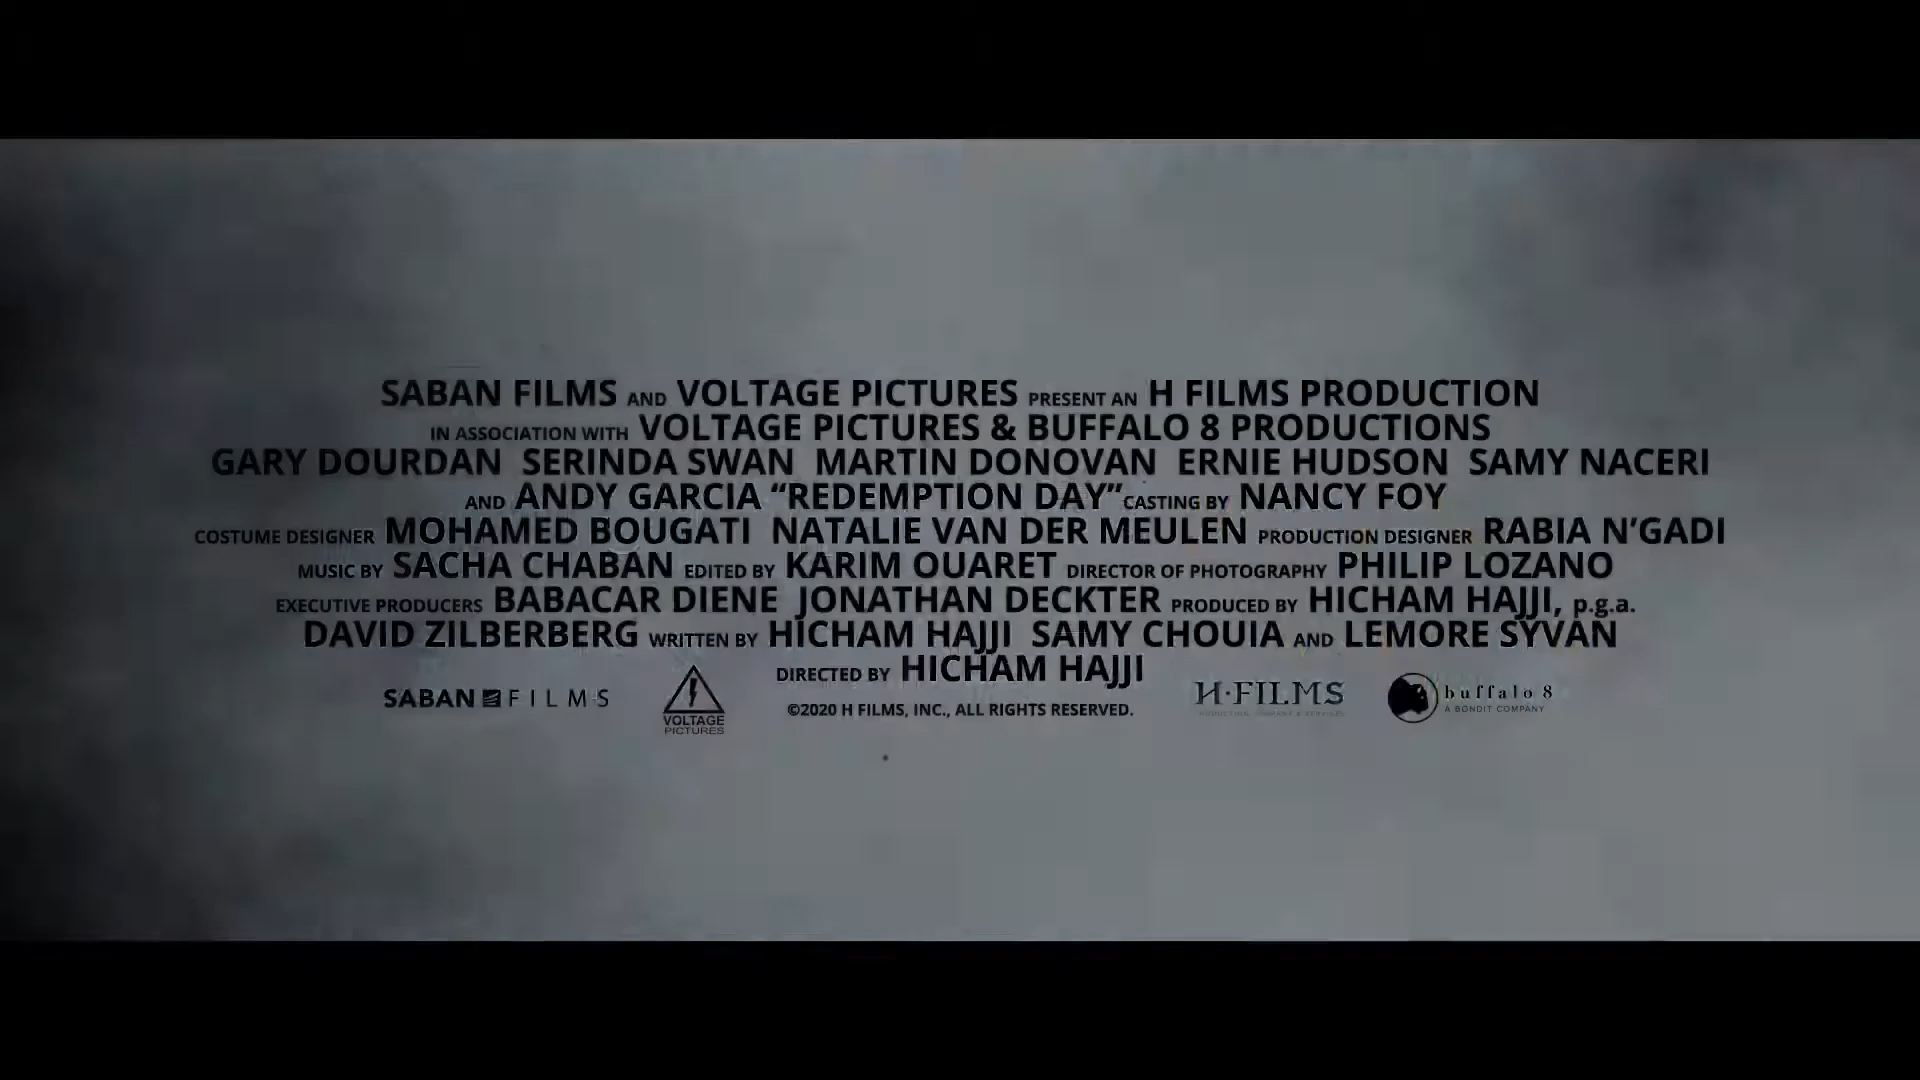 SABAN FILMS AND VOLTAGE PICTURES PRESENT AN H FILMS PRODUCTION
IN ASSOCIATION WITH VOLTAGE PICTURES & BUFFALO 8 PRODUCTIONS
GARY DOURDAN SERINDA SWAN MARTIN DONOVAN ERNIE HUDSON SAMY NACERI
AND ANDY GARCIA “REDEMPTION DAY” CASTING BY NANCY FOY
COSTUME DESIGNER MOHAMED BOUGATI NATALIE VAN DER MEULEN PRODUCTION DESIGNER RABIA N’GADI
MUSIC BY SACHA CHABAN EDITED BY KARIM OUARET DIRECTOR OF PHOTOGRAPHY PHILIP LOZANO
EXECUTIVE PRODUCERS BABACAR DIENE JONATHAN DECKTER PRODUCED BY HICHAM HAJJI, p.g.a.
DAVID ZILBERBERG WRITTEN BY HICHAM HAJJI SAMY CHOUIA AND LEMORE SYVAN
DIRECTED BY HICHAM HAJJI
SABAN FILMS
VOLTAGE
PICTURES
©2020 H FILMS, INC., ALL RIGHTS RESERVED.
H·FILMS
buffalo 8
A BONDIT COMPANY